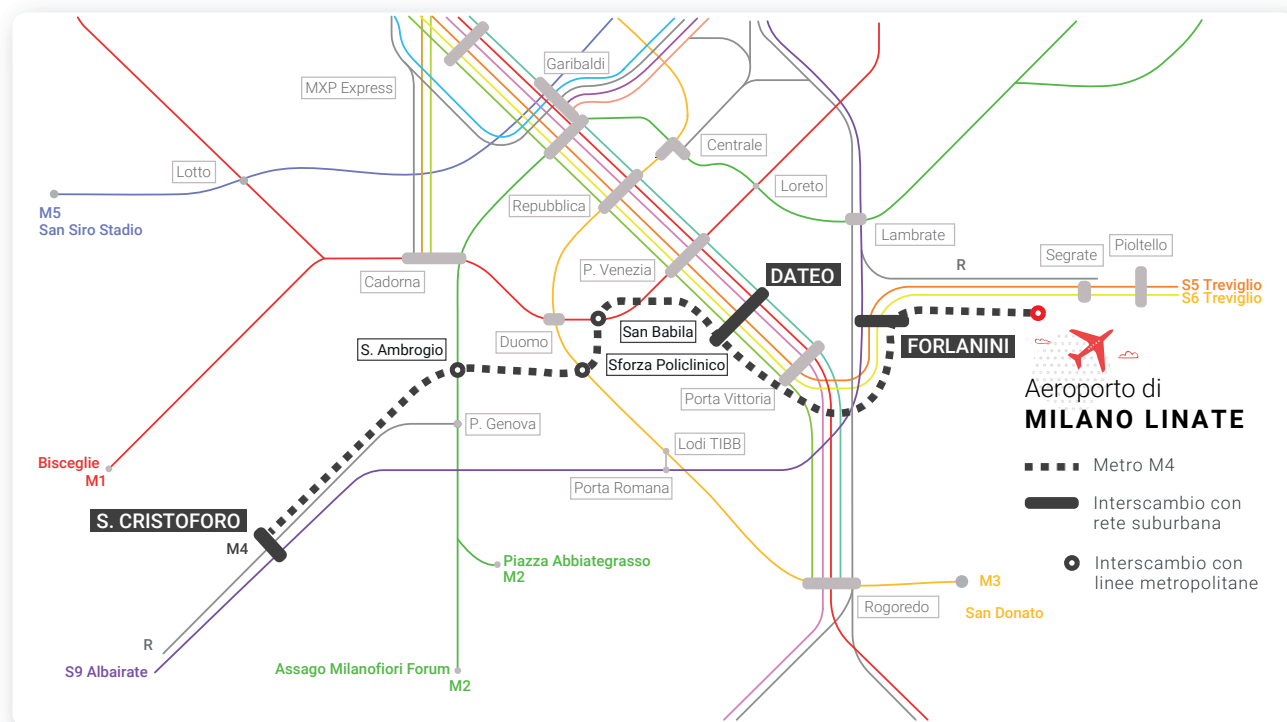 Garibaldi
MXP Express
Centrale
Lotto
Loreto
Repubblica
M5
San Siro Stadio
Lambrate
Pioltello
Segrate
R
P. Venezia
DATEO
Cadorna
S5 Treviglio
S6 Treviglio
San Babila
Duomo
FORLANINI
S. Ambrogio
Sforza Policlinico
Aeroporto di
MILANO LINATE
Porta Vittoria
P. Genova
Lodi TIBB
Bisceglie
M1
Metro M4
Porta Romana
Interscambio con
rete suburbana
S. CRISTOFORO
M4
Piazza Abbiategrasso
M2
Interscambio con
linee metropolitane
M3
San Donato
Rogoredo
R
S9 Albairate
Assago Milanofiori Forum
M2